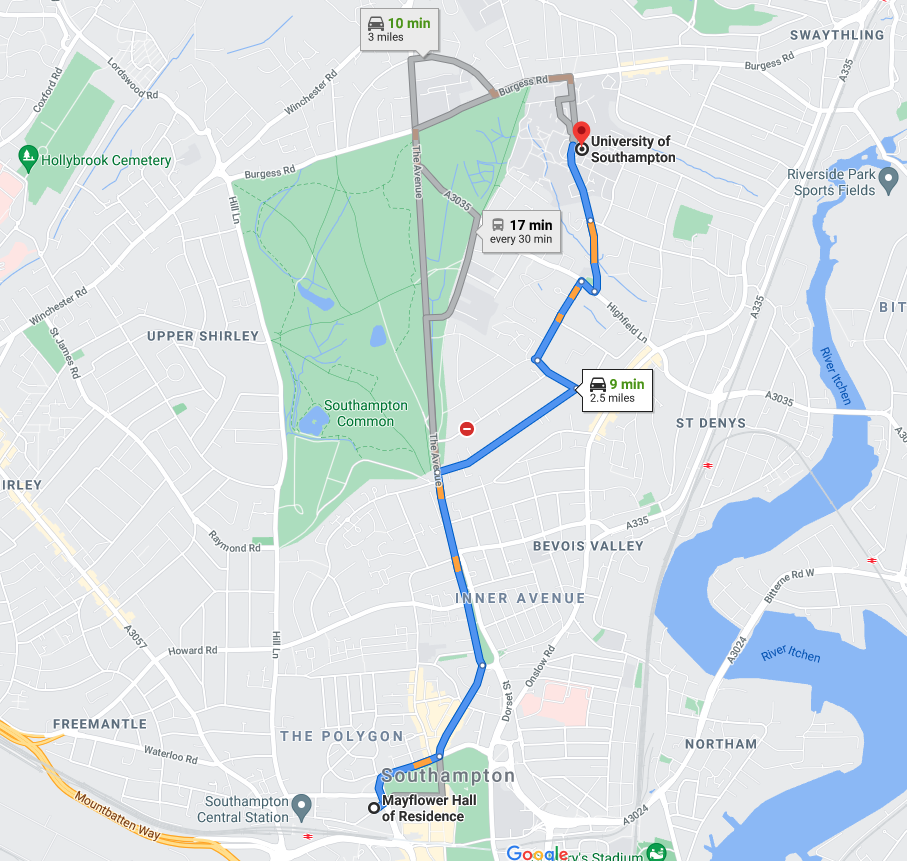 10 min
3 miles
SWAYTHLING
Lordswood Rd
Coxford Rd
Winchester Rd
Burgess Rd
Burgess Rd
A335
University of
Southampton
Hollybrook Cemetery
Burgess Rd
The Avenue
Riverside Park
Sports Fields
A3035
Hill Ln
17 min
every 30 min
Winchester Rd
Highfield Ln
A335
BIT
St James Rd
UPPER SHIRLEY
River Itchen
9 min
2.5 miles
A3035
Southampton
Common
ST DENYS
The Avenue
IRLEY
A335
Raymond Rd
BEVOIS VALLEY
Bitterne Rd W
INNER AVENUE
A3057
Howard Rd
Hill Ln
Onslow Rd
A3024
River Itchen
Dorset St
FREEMANTLE
THE POLYGON
NORTHAM
Waterloo Rd
Southampton
Mountbatten Way
Southampton
Central Station
Mayflower Hall
of Residence
A3024
Google
ry's Stadium